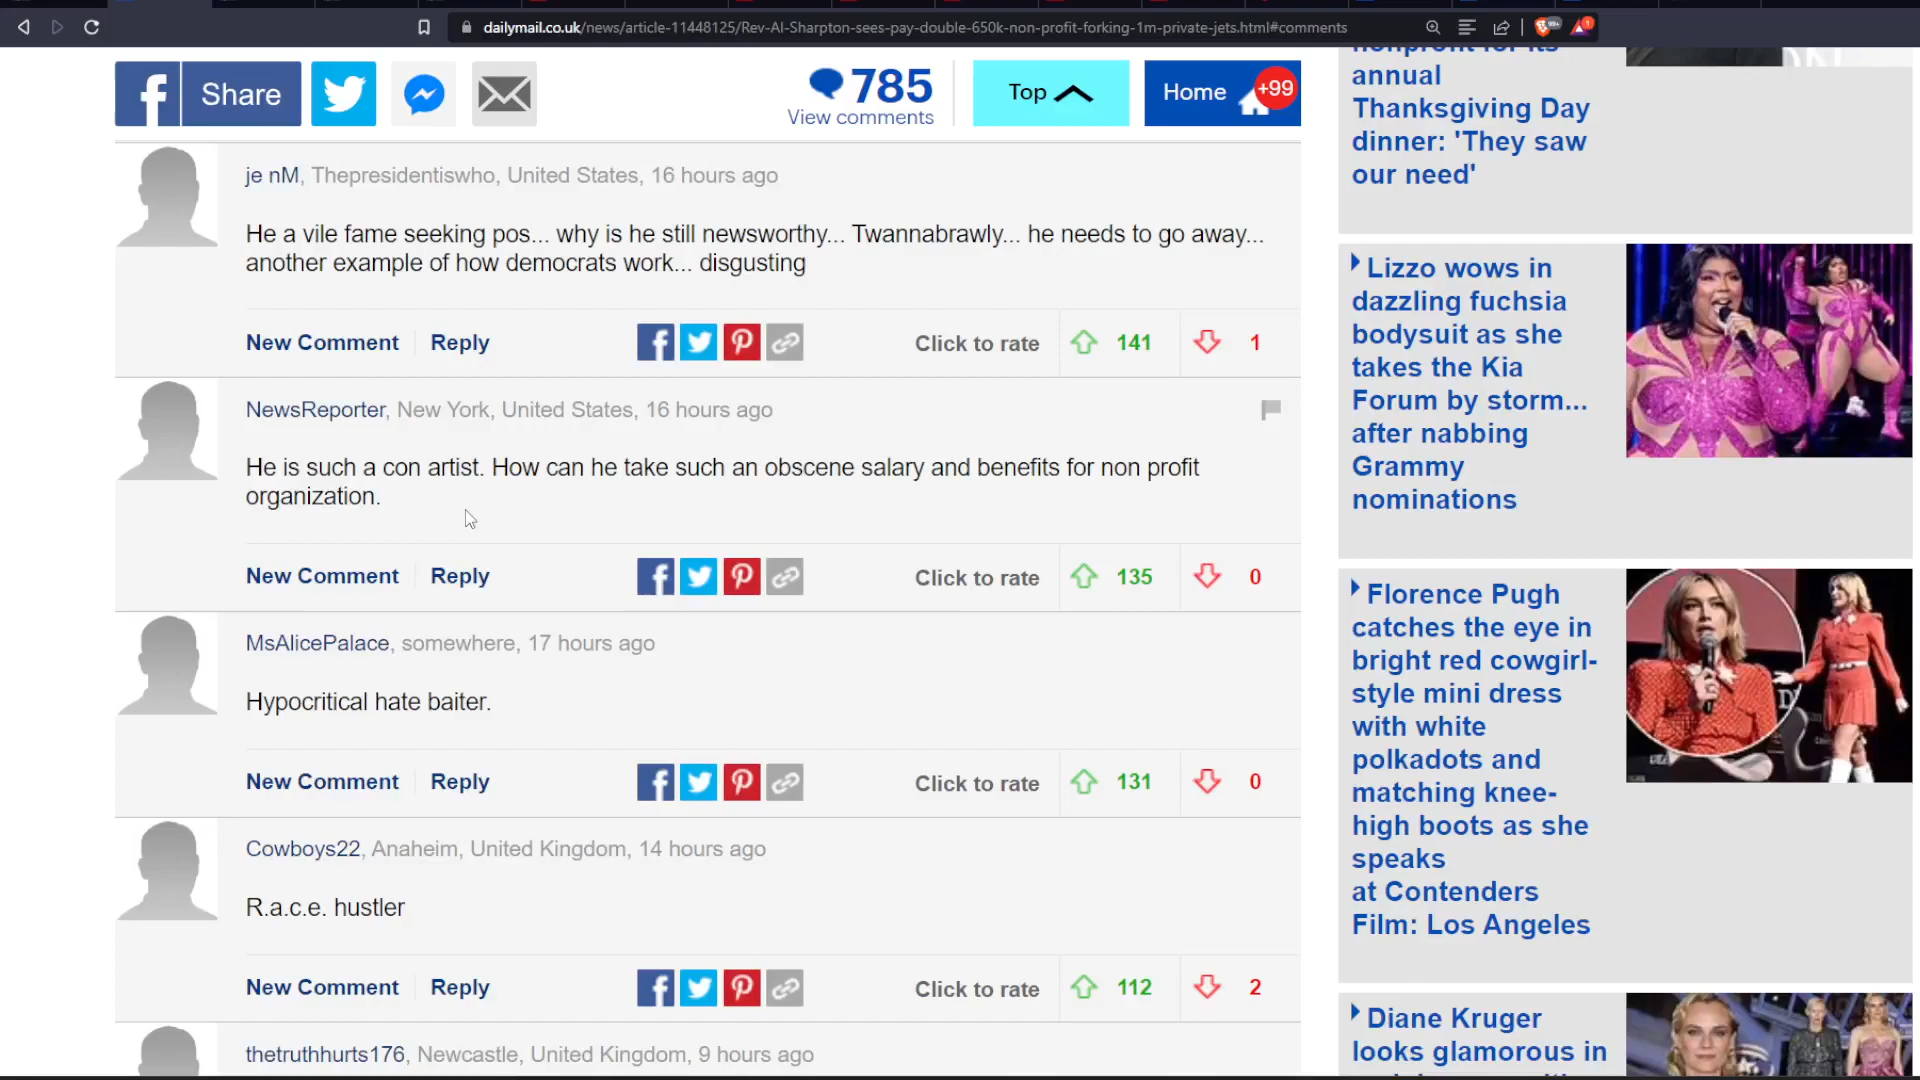 dailymail.co.uk/news/article-11448125/Rev-Al-Sharpton-sees-pay-double-650k-non-profit-forking-1m-private-jets.html#comments
99+
1
Share
785
View comments
Top
Home
+99
je nM, Thepresidentiswho, United States, 16 hours ago
He a vile fame seeking pos... why is he still newsworthy... Twannabrawly... he needs to go away...
another example of how democrats work... disgusting
New Comment
Reply
Click to rate
141
1
NewsReporter, New York, United States, 16 hours ago
He is such a con artist. How can he take such an obscene salary and benefits for non profit
organization.
New Comment
Reply
Click to rate
135
0
MsAlicePalace, somewhere, 17 hours ago
Hypocritical hate baiter.
New Comment
Reply
Click to rate
131
0
Cowboys22, Anaheim, United Kingdom, 14 hours ago
R.a.c.e. hustler
New Comment
Reply
Click to rate
112
2
thetruthhurts176, Newcastle, United Kingdom, 9 hours ago
nonprofit for its
annual
Thanksgiving Day
dinner: 'They saw
our need'
Lizzo wows in
dazzling fuchsia
bodysuit as she
takes the Kia
Forum by storm...
after nabbing
Grammy
nominations
Florence Pugh
catches the eye in
bright red cowgirl-
style mini dress
with white
polkadots and
matching knee-
high boots as she
speaks
at Contenders
Film: Los Angeles
Diane Kruger
looks glamorous in